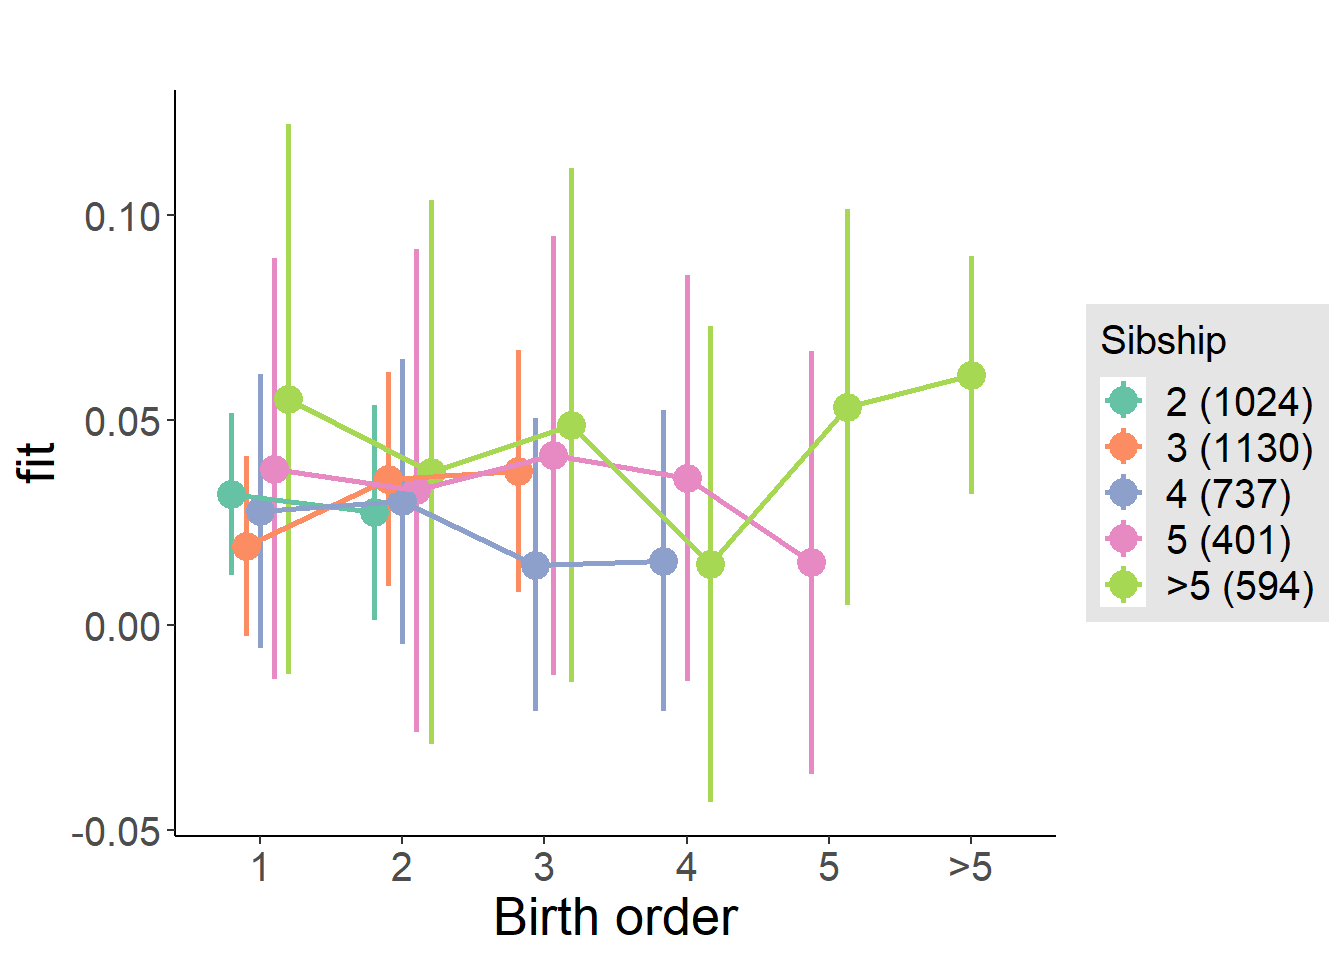 0.10
0.05
0.00
-0.05
fit
1 2 3 4 5 >5
Birth order
Sibship
2 (1024)
3 (1130)
4 (737)
5 (401)
>5 (594)